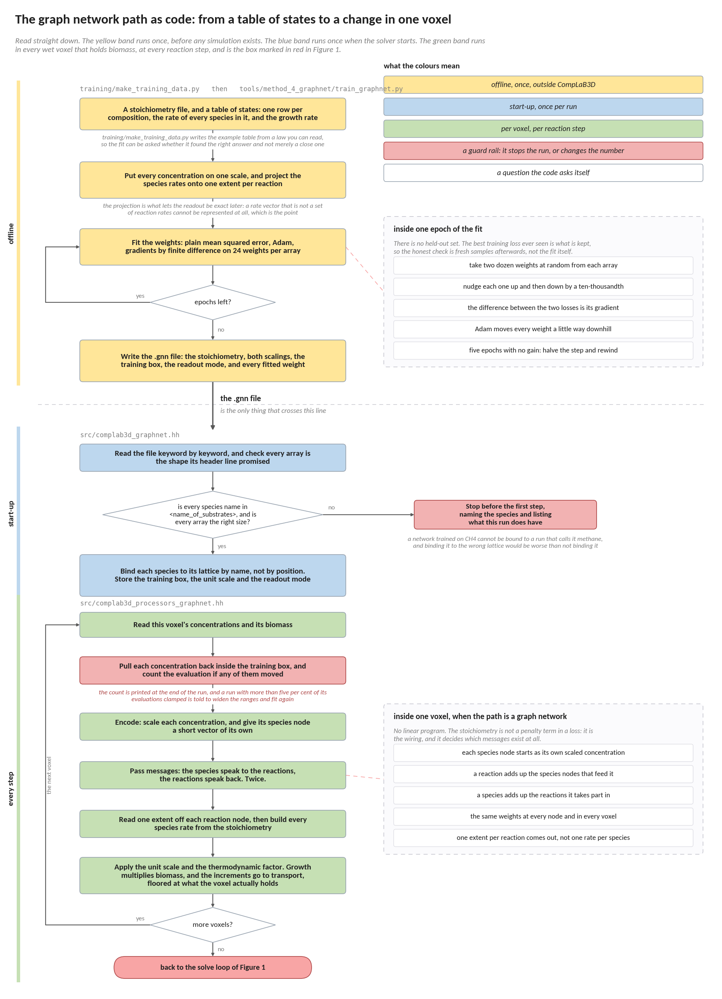 The graph network path as code: from a table of states to a change in one voxel
Read straight down. The yellow band runs once, before any simulation exists. The blue band runs once when the solver starts. The green band runs
in every wet voxel that holds biomass, at every reaction step, and is the box marked in red in Figure 1.
what the colours mean
offline, once, outside CompLaB3D
start-up, once per run
per voxel, per reaction step
a guard rail: it stops the run, or changes the number
a question the code asks itself
offline
training/make_training_data.py then tools/method_4_graphnet/train_graphnet.py
A stoichiometry file, and a table of states: one row per
composition, the rate of every species in it, and the growth rate
training/make_training_data.py writes the example table from a law you can read,
so the fit can be asked whether it found the right answer and not merely a close one
Put every concentration on one scale, and project the
species rates onto one extent per reaction
the projection is what lets the readout be exact later: a rate vector that is not a set
of reaction rates cannot be represented at all, which is the point
Fit the weights: plain mean squared error, Adam,
gradients by finite difference on 24 weights per array
epochs left?
yes
no
Write the .gnn file: the stoichiometry, both scalings, the
training box, the readout mode, and every fitted weight
inside one epoch of the fit
There is no held-out set. The best training loss ever seen is what is kept,
so the honest check is fresh samples afterwards, not the fit itself.
take two dozen weights at random from each array
nudge each one up and then down by a ten-thousandth
the difference between the two losses is its gradient
Adam moves every weight a little way downhill
five epochs with no gain: halve the step and rewind
the .gnn file
is the only thing that crosses this line
start-up
src/complab3d_graphnet.hh
Read the file keyword by keyword, and check every array is
the shape its header line promised
is every species name in
<name_of_substrates>, and is
every array the right size?
no
Stop before the first step,
naming the species and listing
what this run does have
a network trained on CH4 cannot be bound to a run that calls it methane,
and binding it to the wrong lattice would be worse than not binding it
yes
Bind each species to its lattice by name, not by position.
Store the training box, the unit scale and the readout mode
every step
src/complab3d_processors_graphnet.hh
Read this voxel's concentrations and its biomass
Pull each concentration back inside the training box, and
count the evaluation if any of them moved
the count is printed at the end of the run, and a run with more than five per cent of its
evaluations clamped is told to widen the ranges and fit again
Encode: scale each concentration, and give its species node
a short vector of its own
the next voxel
Pass messages: the species speak to the reactions,
the reactions speak back. Twice.
Read one extent off each reaction node, then build every
species rate from the stoichiometry
Apply the unit scale and the thermodynamic factor. Growth
multiplies biomass, and the increments go to transport,
floored at what the voxel actually holds
inside one voxel, when the path is a graph network
No linear program. The stoichiometry is not a penalty term in a loss: it is
the wiring, and it decides which messages exist at all.
each species node starts as its own scaled concentration
a reaction adds up the species nodes that feed it
a species adds up the reactions it takes part in
the same weights at every node and in every voxel
one extent per reaction comes out, not one rate per species
more voxels?
yes
no
back to the solve loop of Figure 1